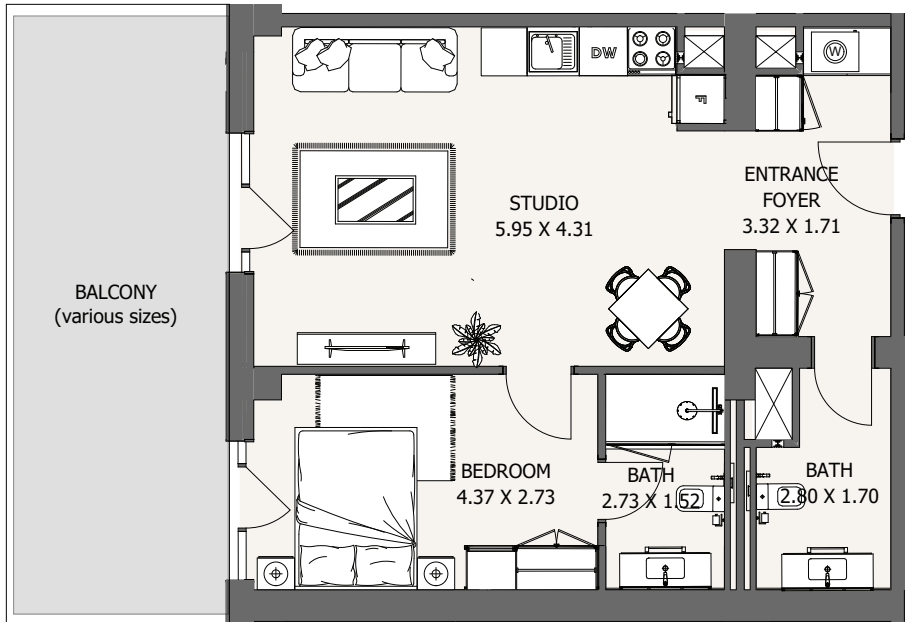 DW
W
F
ENTRANCE
FOYER
3.32 X 1.71
STUDIO
5.95 X 4.31
BALCONY
(various sizes)
BEDROOM
4.37 X 2.73
BATH
2.73 X 1.52
BATH
2.80 X 1.70